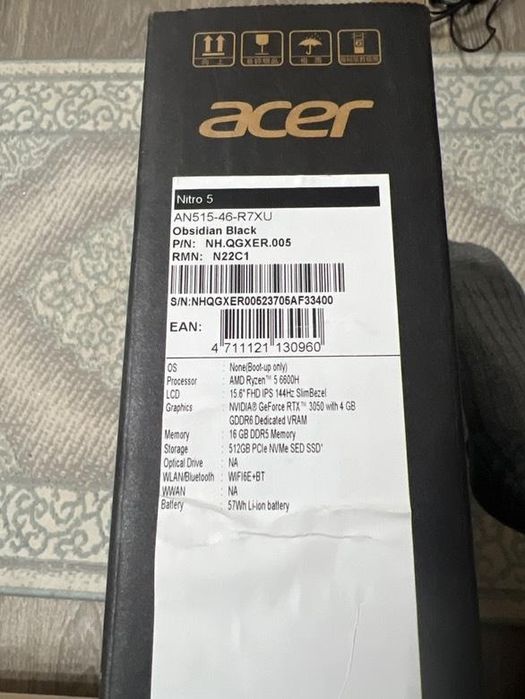 向上
acer
Nitro 5
AN515-46-R7XU
Obsidian Black
P/N: NH.QGXER.005
RMN: N22C1
S/N:NHQGXER00523705AF33400
EAN:
4 711121 130960
OS : None(Boot-up only)
Processor : AMD Ryzen™ 5 6600H
LCD : 15.6" FHD IPS 144Hz SlimBezel
Graphics : NVIDIA® GeForce RTX™ 3050 with 4 GB
GDDR6 Dedicated VRAM
Memory : 16 GB DDR5 Memory
Storage : 512GB PCIe NVMe SED SSD*
Optical Drive : NA
WLAN/Bluetooth : WiFi6E+BT
WWAN : NA
Battery : 57Wh Li-ion battery